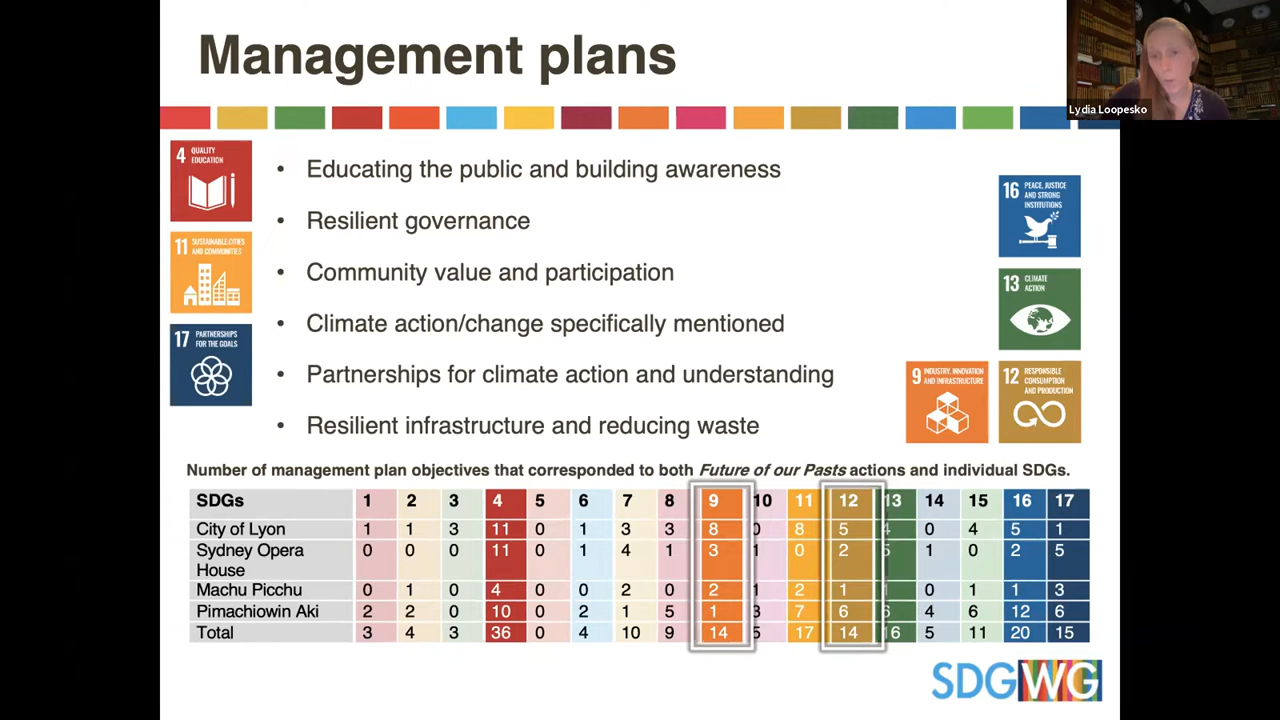 Management plans
Lydia Loopesko
4 QUALITY
EDUCATION
11 SUSTAINABLE CITIES
AND COMMUNITIES
17 PARTNERSHIPS
FOR THE GOALS
• Educating the public and building awareness
• Resilient governance
• Community value and participation
• Climate action/change specifically mentioned
• Partnerships for climate action and understanding
• Resilient infrastructure and reducing waste
16 PEACE, JUSTICE
AND STRONG
INSTITUTIONS
13 CLIMATE
ACTION
9 INDUSTRY, INNOVATION
AND INFRASTRUCTURE
12 RESPONSIBLE
CONSUMPTION
AND PRODUCTION
Number of management plan objectives that corresponded to both Future of our Pasts actions and individual SDGs.
SDGs 1 2 3 4 5 6 7 8 9 10 11 12 13 14 15 16 17
City of Lyon 1 1 3 11 0 1 3 3 8 0 8 5 4 0 4 5 1
Sydney Opera 0 0 0 11 0 1 4 1 3 1 0 2 5 1 0 2 5
House
Machu Picchu 0 1 0 4 0 0 2 0 2 1 2 1 1 0 1 1 3
Pimachiowin Aki 2 2 0 10 0 2 1 5 1 3 7 6 6 4 6 12 6
Total 3 4 3 36 0 4 10 9 14 5 17 14 16 5 11 20 15
SDGWG